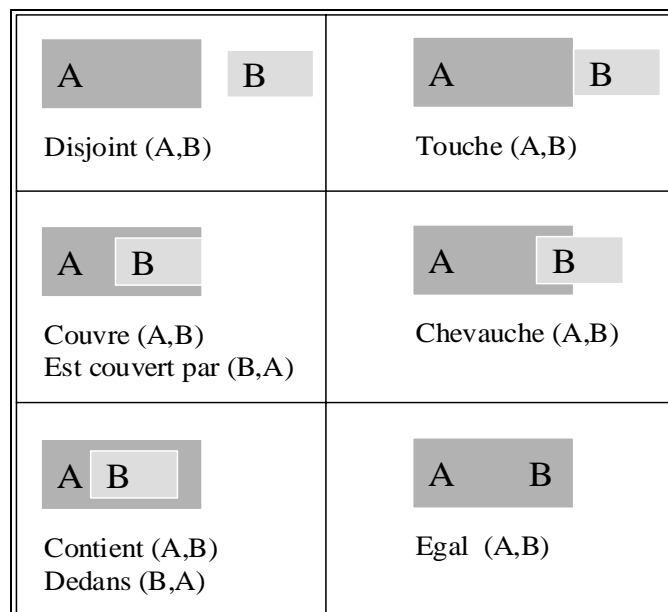 A B
Disjoint (A,B)
A B
Touche (A,B)
A B
Couvre (A,B)
Est couvert par (B,A)
A B
Chevauche (A,B)
A B
Contient (A,B)
Dedans (B,A)
A B
Egal (A,B)